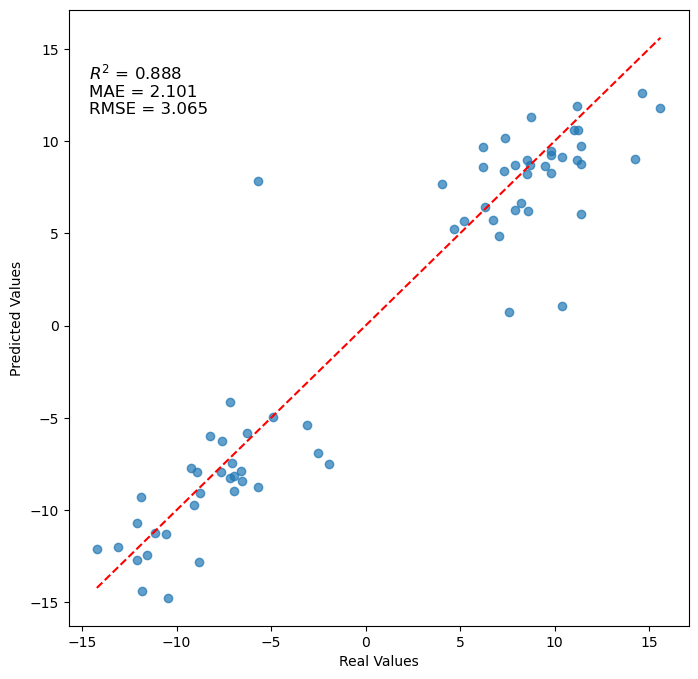 15
10
5
0
−5
−10
−15
Predicted Values
R² = 0.888
MAE = 2.101
RMSE = 3.065
−15 −10 −5 0 5 10 15
Real Values